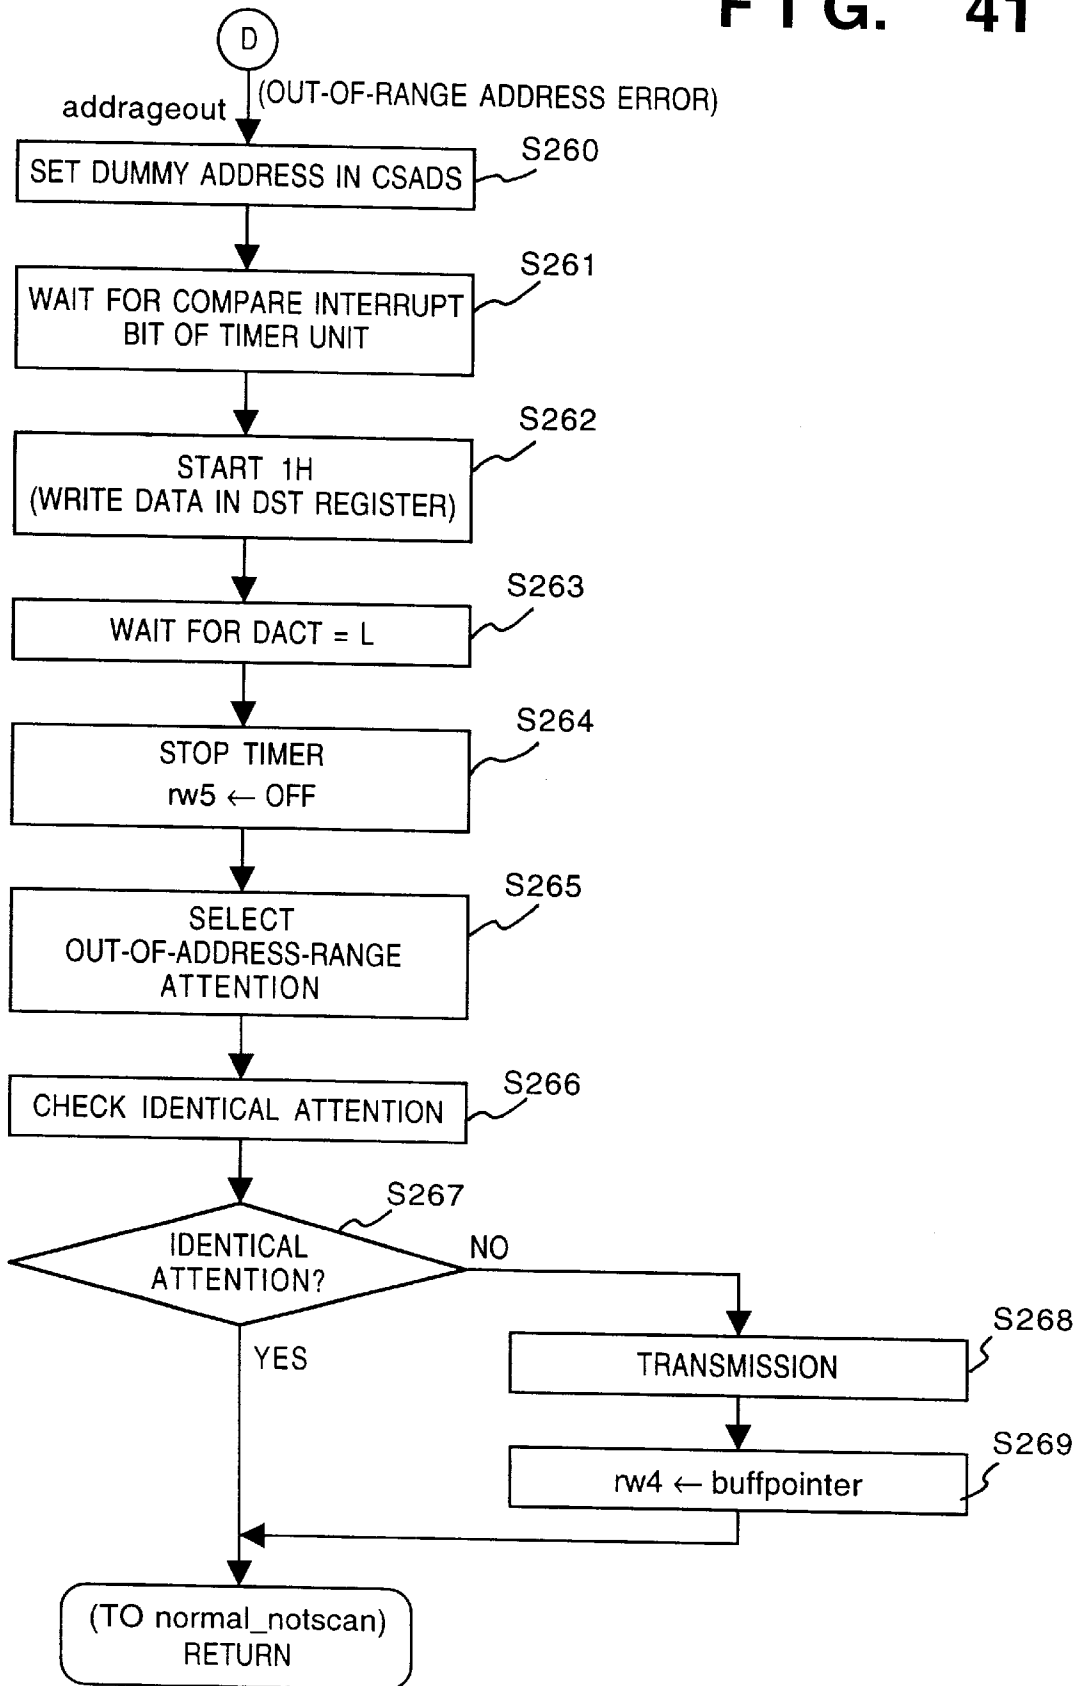 FIG. 41
D
addrageout
(OUT-OF-RANGE ADDRESS ERROR)
S260
SET DUMMY ADDRESS IN CSADS
S261
WAIT FOR COMPARE INTERRUPT
BIT OF TIMER UNIT
S262
START 1H
(WRITE DATA IN DST REGISTER)
S263
WAIT FOR DACT = L
S264
STOP TIMER
rw5 ← OFF
S265
SELECT
OUT-OF-ADDRESS-RANGE
ATTENTION
S266
CHECK IDENTICAL ATTENTION
S267
IDENTICAL
ATTENTION?
NO
YES
S268
TRANSMISSION
S269
rw4 ← buffpointer
(TO normal_notscan)
RETURN